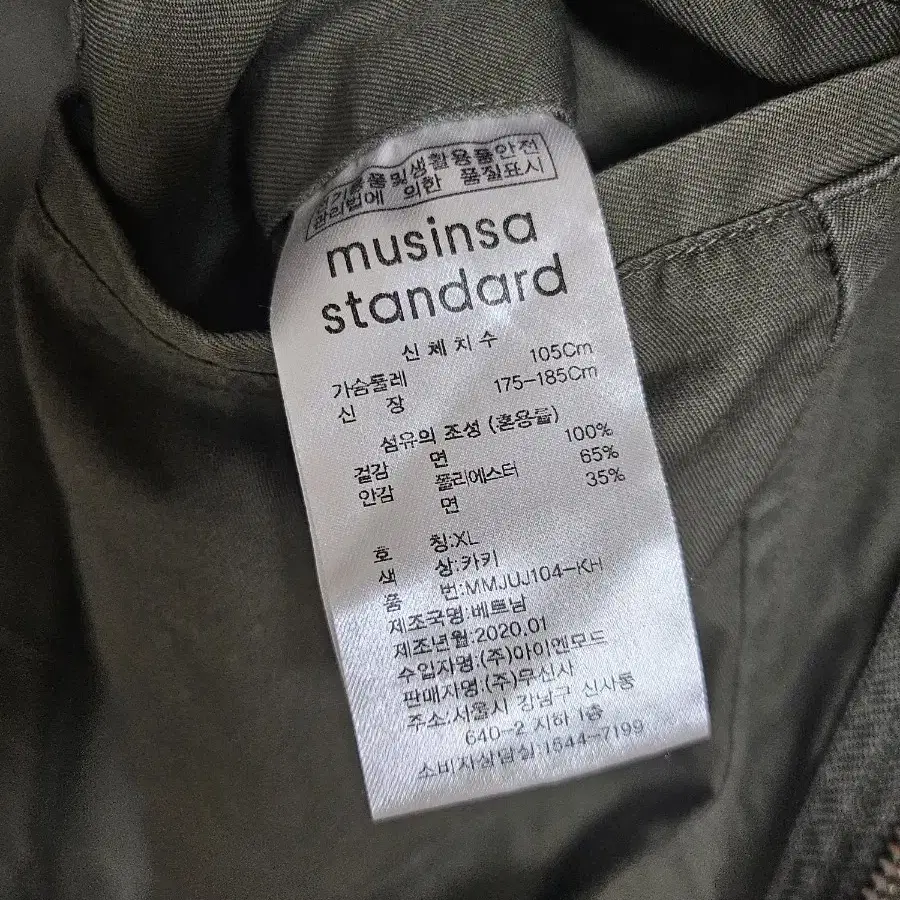 전기용품및생활용품안전
관리법에 의한 품질표시
musinsa
standard
신체치수
가슴둘레 105Cm
신 장 175-185Cm
섬유의 조성 (혼용률)
겉감 면 100%
안감 폴리에스터 65%
면 35%
호 칭:XL
색 상:카키
품 번:MMJUJ104-KH
제조국명:베트남
제조년월:2020.01
수입자명:(주)아이엔모드
판매자명:(주)무신사
주소:서울시 강남구 신사동
640-2 지하 1층
소비자상담실:1544-7199